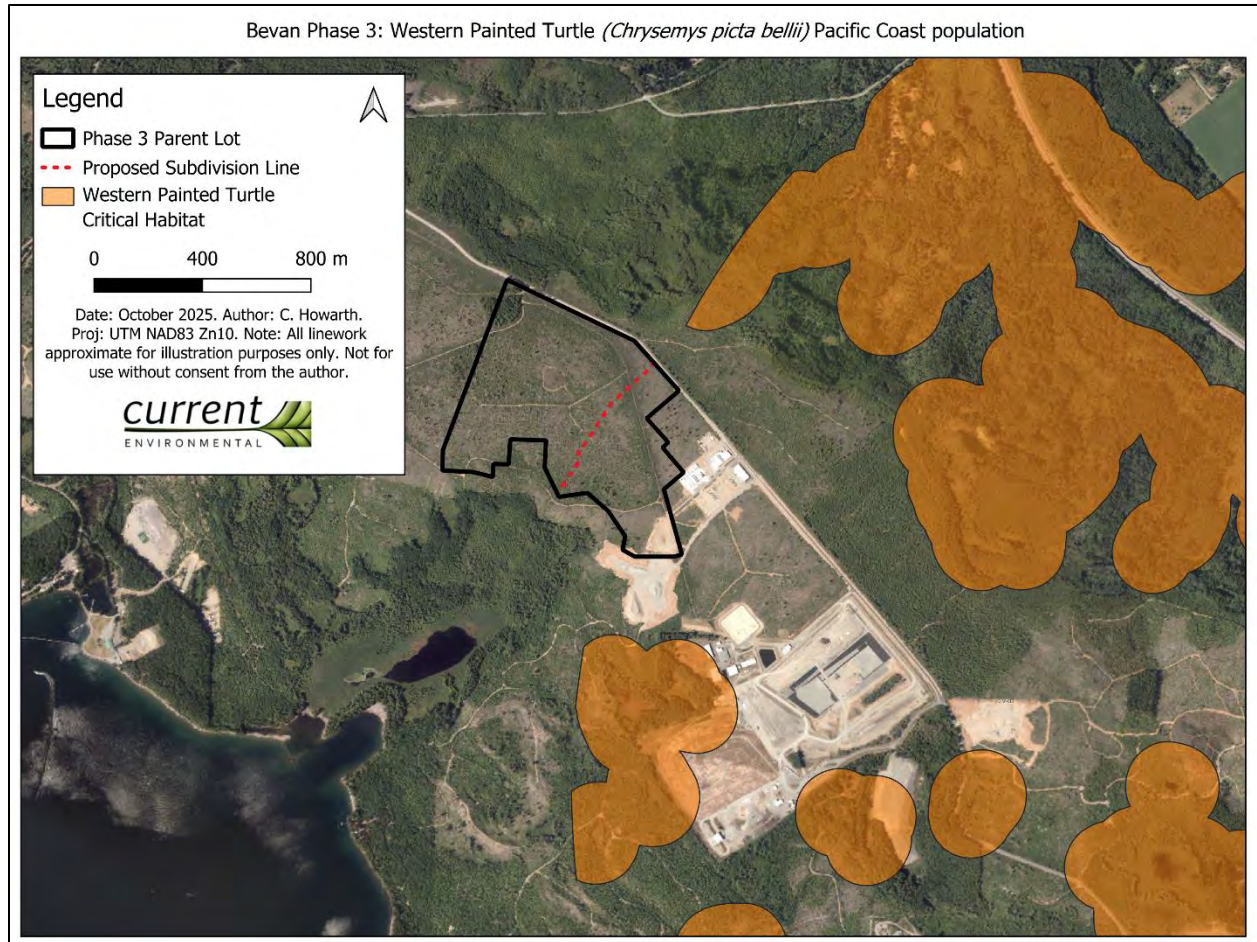 Bevan Phase 3: Western Painted Turtle (Chrysemys picta bellii) Pacific Coast population
Legend
Phase 3 Parent Lot
Proposed Subdivision Line
Western Painted Turtle
Critical Habitat
0 400 800 m
Date: October 2025. Author: C. Howarth.
Proj: UTM NAD83 Zn10. Note: All linework
approximate for illustration purposes only. Not for
use without consent from the author.
current
ENVIRONMENTAL